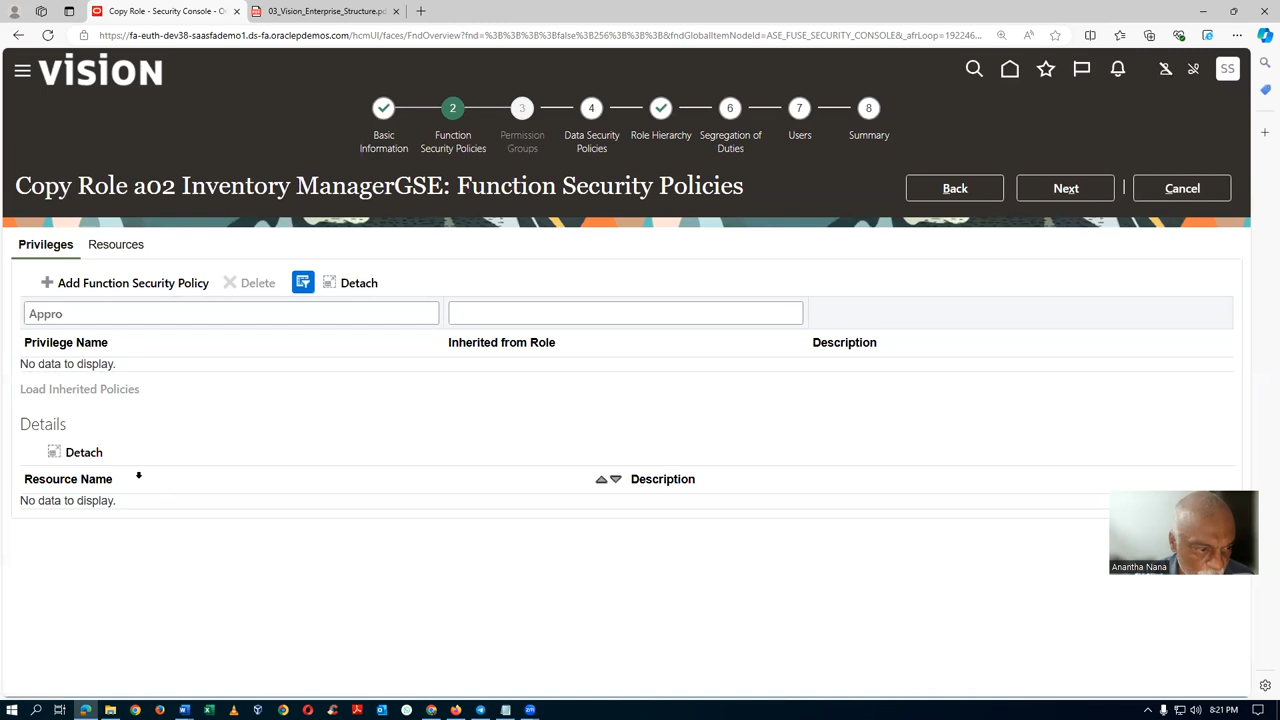 Copy Role - Security Console - O
03_Vision_Enterprise_Structure.pd
https://fa-euth-dev38-saasfademo1.ds-fa.oraclepdemos.com/hcmUI/faces/FndOverview?fnd=%3B%3B%3B%3Bfalse%3B256%3B%3B%3B&fndGlobalItemNodeId=ASE_FUSE_SECURITY_CONSOLE&_afrLoop=192246...
VISION
SS
2
3
4
6
7
8
Basic
Information
Function
Security Policies
Permission
Groups
Data Security
Policies
Role Hierarchy
Segregation of
Duties
Users
Summary
Copy Role a02 Inventory ManagerGSE: Function Security Policies
Back
Next
Cancel
Privileges
Resources
Add Function Security Policy
Delete
Detach
Appro
Privilege Name
Inherited from Role
Description
No data to display.
Load Inherited Policies
Details
Detach
Resource Name
Description
No data to display.
Anantha Nana
8:21 PM